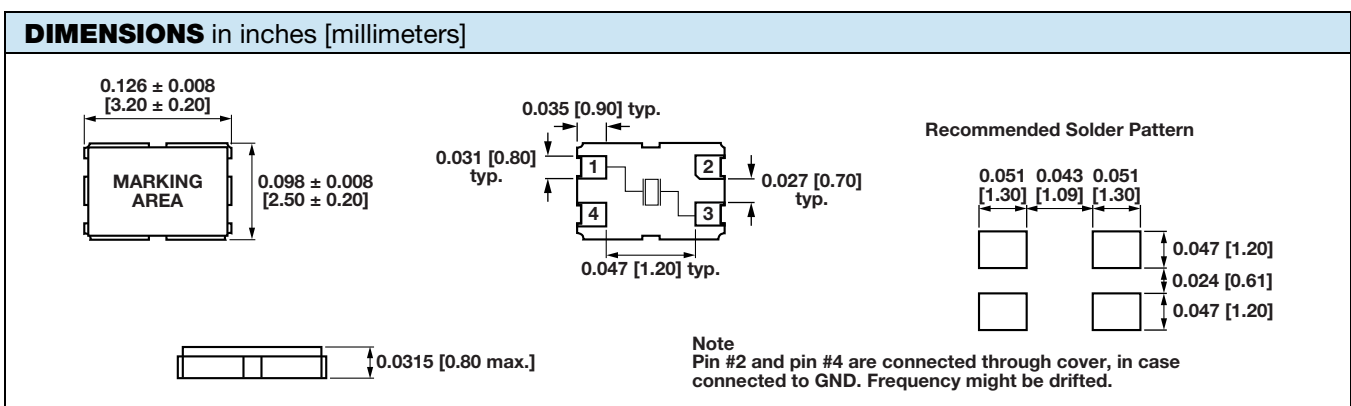 DIMENSIONS in inches [millimeters]
0.126 ± 0.008
[3.20 ± 0.20]
MARKING
AREA
0.098 ± 0.008
[2.50 ± 0.20]
0.035 [0.90] typ.
0.031 [0.80]
typ.
1
2
4
3
0.027 [0.70]
typ.
0.047 [1.20] typ.
Recommended Solder Pattern
0.051 0.043 0.051
[1.30] [1.09] [1.30]
0.047 [1.20]
0.024 [0.61]
0.047 [1.20]
0.0315 [0.80 max.]
Note
Pin #2 and pin #4 are connected through cover, in case
connected to GND. Frequency might be drifted.